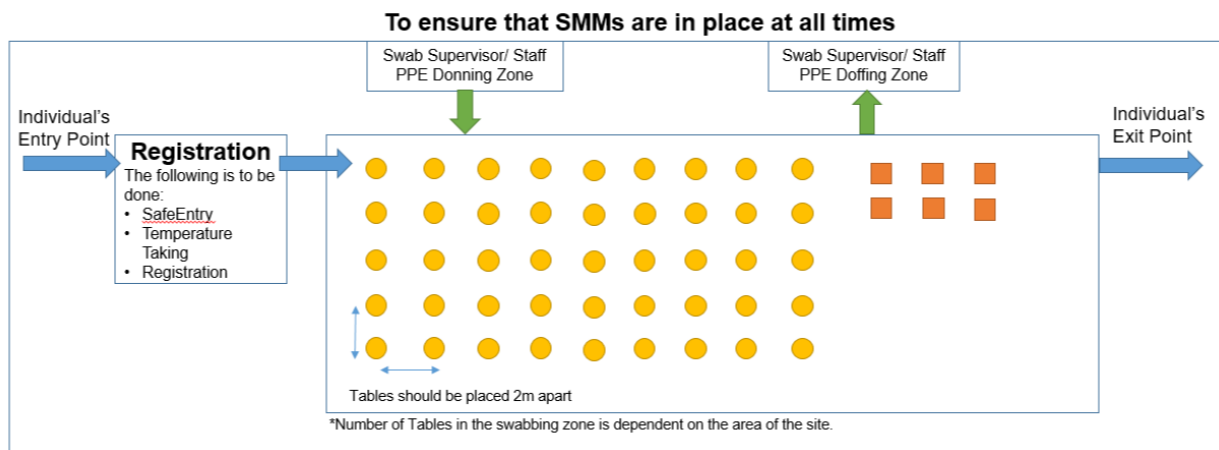 To ensure that SMMs are in place at all times
Swab Supervisor/ Staff
PPE Donning Zone
Swab Supervisor/ Staff
PPE Doffing Zone
Individual's
Entry Point
Registration
The following is to be
done:
• SafeEntry
• Temperature
Taking
• Registration
Individual's
Exit Point
Tables should be placed 2m apart
*Number of Tables in the swabbing zone is dependent on the area of the site.